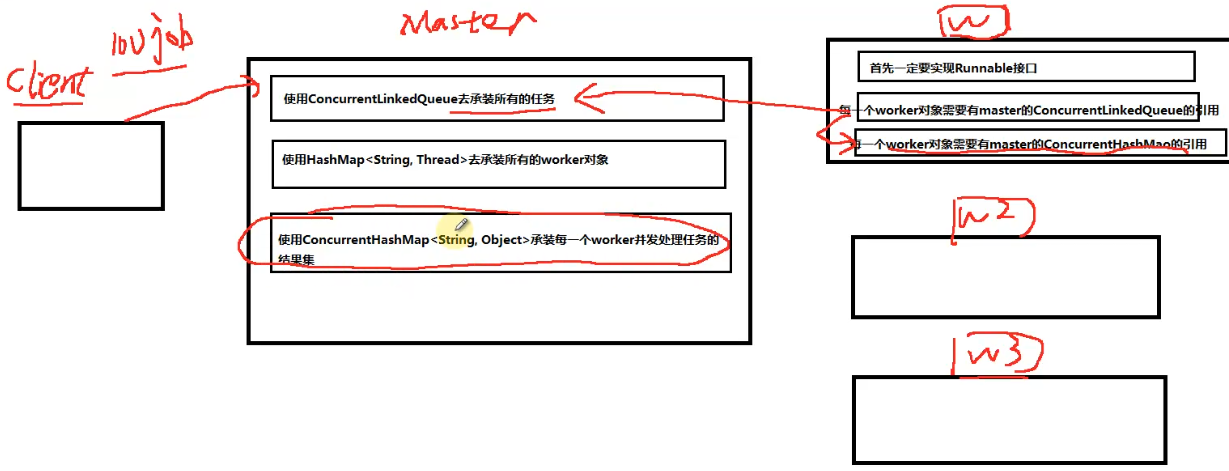 Master
W
100 job
Client
首先一定要实现Runnable接口
使用ConcurrentLinkedQueue去承装所有的任务
每一个worker对象需要有master的ConcurrentLinkedQueue的引用
每一个worker对象需要有master的ConcurrentHashMao的引用
使用HashMap<String, Thread>去承装所有的worker对象
使用ConcurrentHashMap<String, Object>承装每一个worker并发处理任务的
结果集
W2
W3